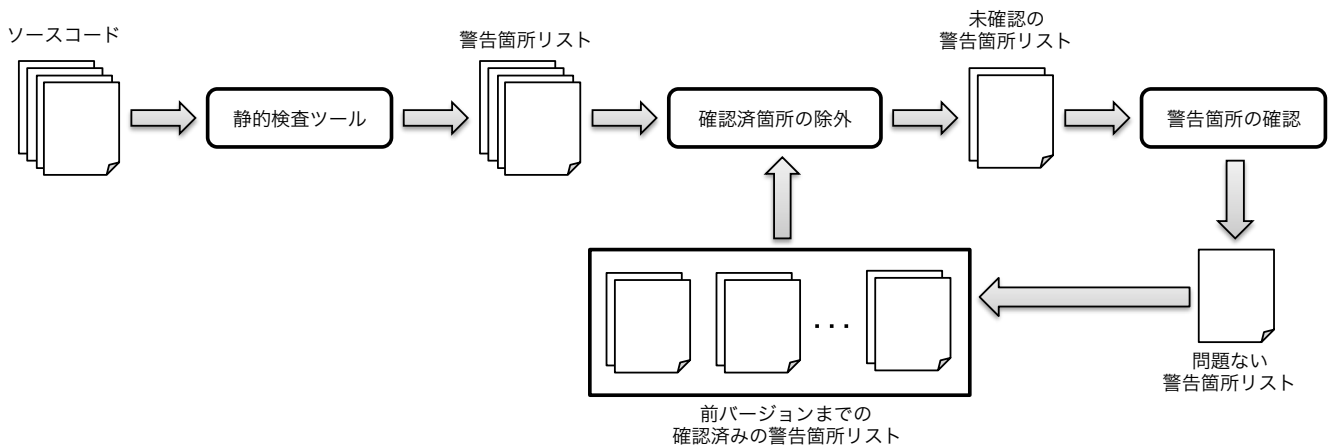 ソースコード
静的検査ツール
警告箇所リスト
確認済箇所の除外
未確認の
警告箇所リスト
警告箇所の確認
問題ない
警告箇所リスト
・・・
前バージョンまでの
確認済みの警告箇所リスト